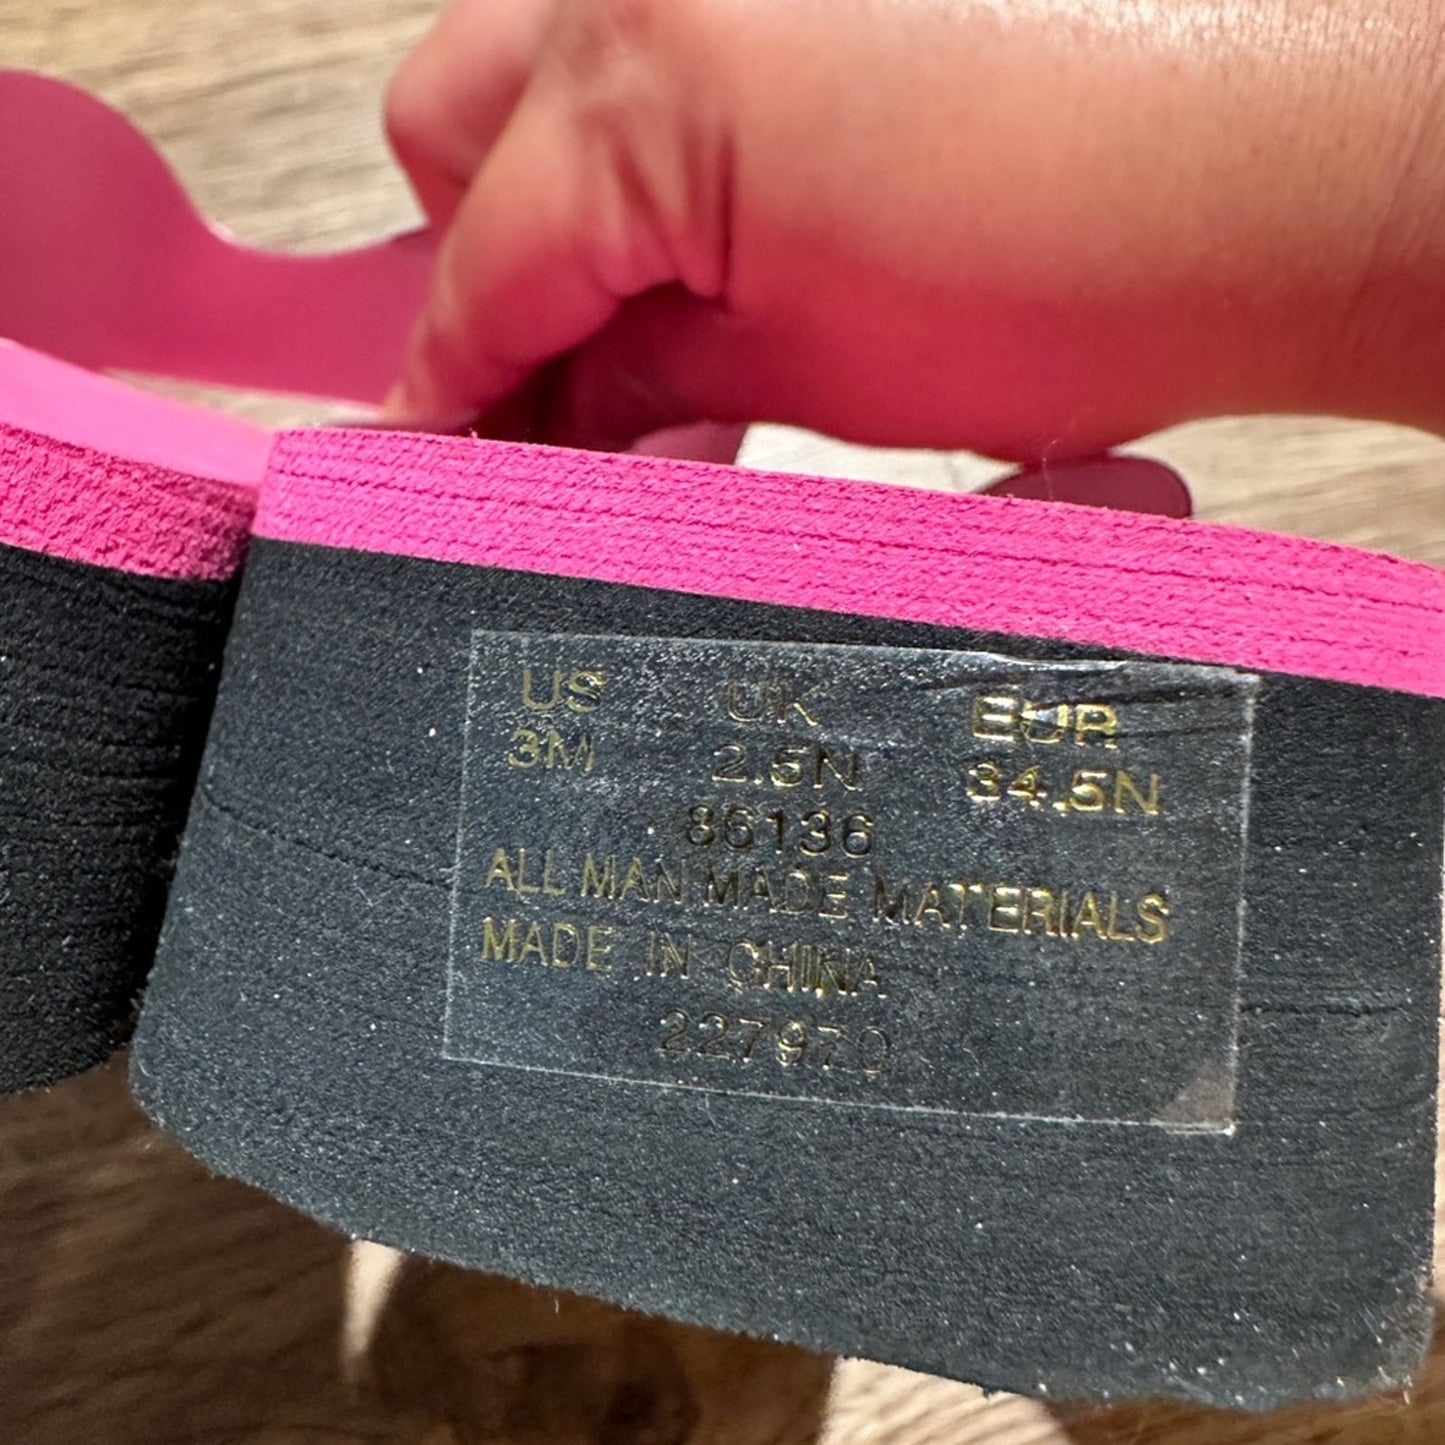 US UK EUR
3M 2.5N 34.5N
86136
ALL MAN MADE MATERIALS
MADE IN CHINA
227970